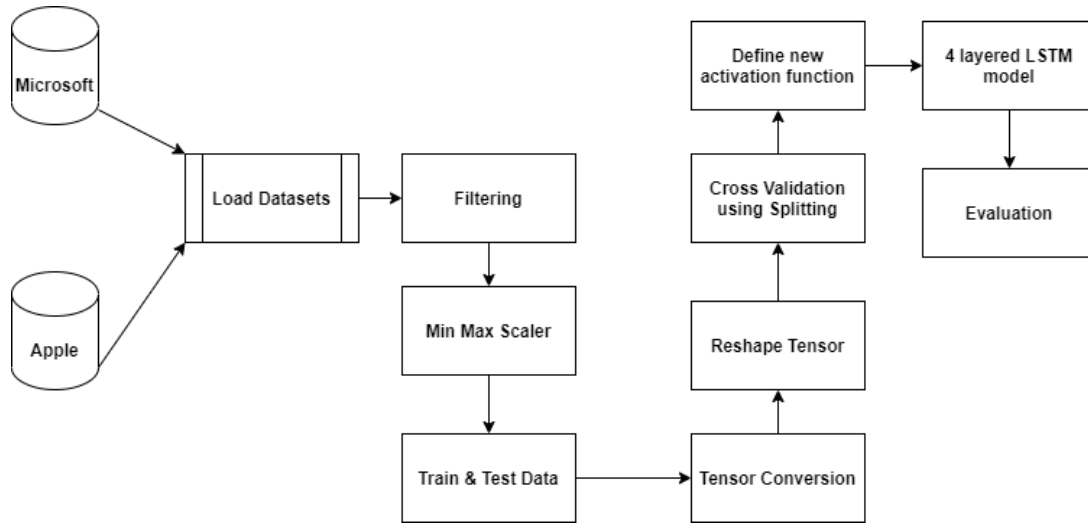 Microsoft
Apple
Load Datasets
Filtering
Min Max Scaler
Train & Test Data
Tensor Conversion
Reshape Tensor
Cross Validation
using Splitting
Define new
activation function
4 layered LSTM
model
Evaluation